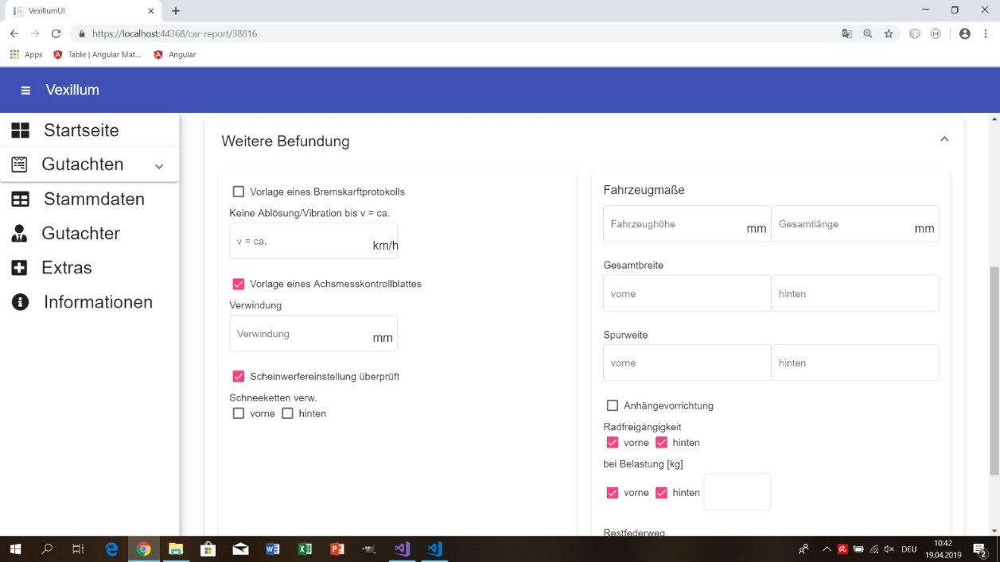 VexillumUI
https://localhost:44368/car-report/38816
Apps Table | Angular Mat... Angular
Vexillum
Startseite
Gutachten
Stammdaten
Gutachter
Extras
Informationen
Weitere Befundung
Vorlage eines Bremskarftprotokolls
Keine Ablösung/Vibration bis v = ca.
v = ca. km/h
Vorlage eines Achsmesskontrollblattes
Verwindung
Verwindung mm
Scheinwerfereinstellung überprüft
Schneeketten verw.
vorne hinten
Fahrzeugmaße
Fahrzeughöhe mm Gesamtlänge mm
Gesamtbreite
vorne hinten
Spurweite
vorne hinten
Anhängevorrichtung
Radfreigängigkeit
vorne hinten
bei Belastung [kg]
vorne hinten
Restfederweg
DEU
10:42
19.04.2019
2